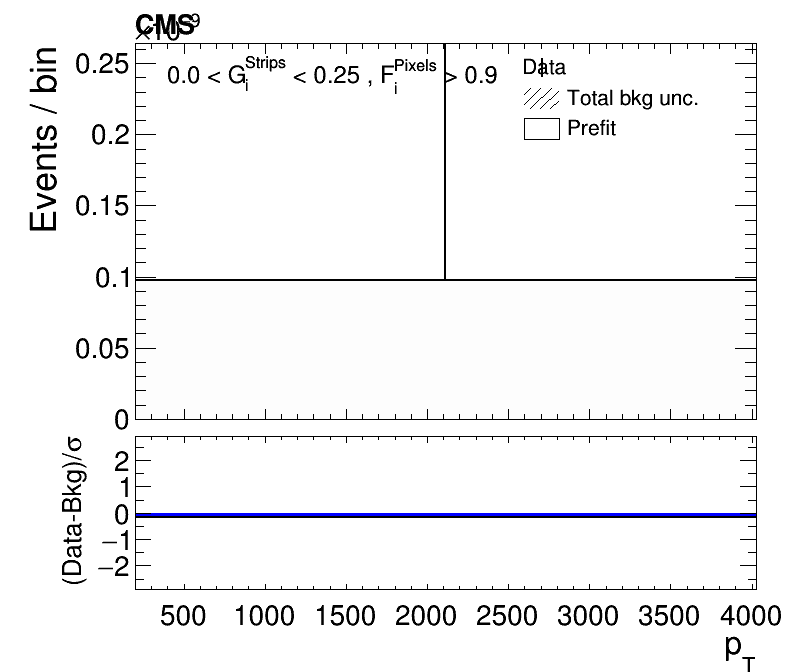 CMS
×10⁻⁹
Events / bin
0.25
0.2
0.15
0.1
0.05
0
0.0 < G_i^Strips < 0.25 , F_i^Pixels > 0.9
Data
Total bkg unc.
Prefit
(Data-Bkg)/σ
2
1
0
−1
−2
500 1000 1500 2000 2500 3000 3500 4000
p_T